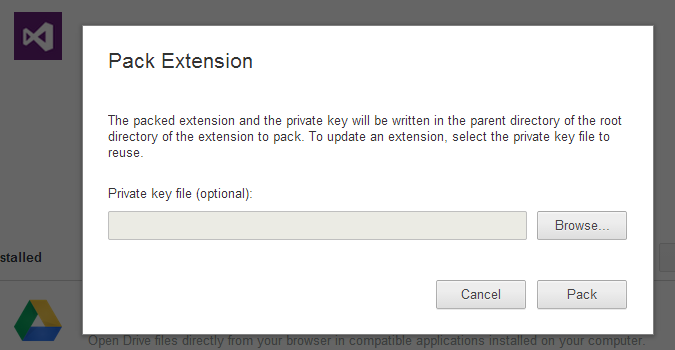 Pack Extension
The packed extension and the private key will be written in the parent directory of the root
directory of the extension to pack. To update an extension, select the private key file to
reuse.
Private key file (optional):
Browse...
stalled
Cancel
Pack
Open Drive files directly from your browser in compatible applications installed on your computer.